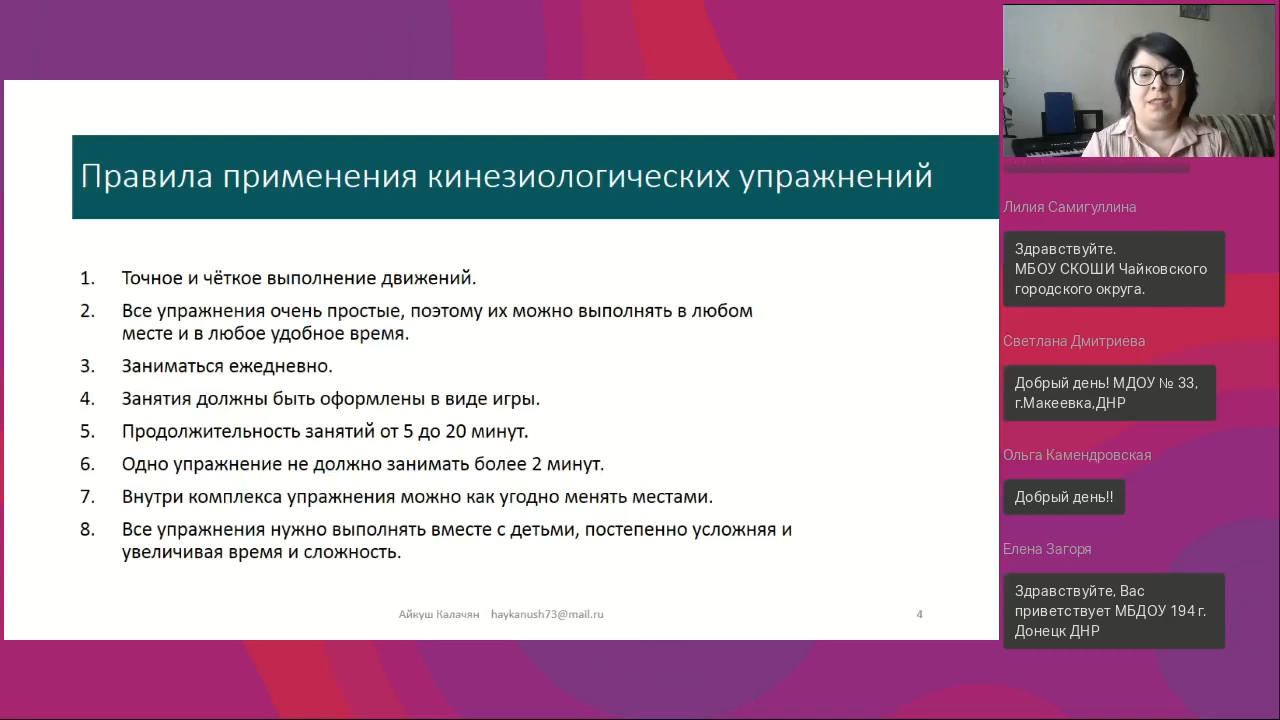 Правила применения кинезиологических упражнений
1. Точное и чёткое выполнение движений.
2. Все упражнения очень простые, поэтому их можно выполнять в любом
месте и в любое удобное время.
3. Заниматься ежедневно.
4. Занятия должны быть оформлены в виде игры.
5. Продолжительность занятий от 5 до 20 минут.
6. Одно упражнение не должно занимать более 2 минут.
7. Внутри комплекса упражнения можно как угодно менять местами.
8. Все упражнения нужно выполнять вместе с детьми, постепенно усложняя и
увеличивая время и сложность.
Айкуш Калачян haykanush73@mail.ru
4
Лилия Самигуллина
Здравствуйте.
МБОУ СКОШИ Чайковского
городского округа.
Светлана Дмитриева
Добрый день! МДОУ № 33,
г.Макеевка,ДНР
Ольга Камендровская
Добрый день!!
Елена Загоря
Здравствуйте, Вас
приветствует МБДОУ 194 г.
Донецк ДНР